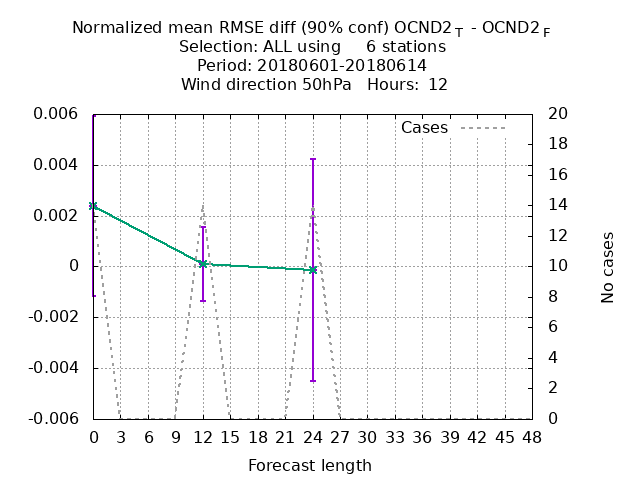 Normalized mean RMSE diff (90% conf) OCND2 T - OCND2 F
Selection: ALL using 6 stations
Period: 20180601-20180614
Wind direction 50hPa Hours: 12
Cases
0.006
0.004
0.002
0
-0.002
-0.004
-0.006
20
18
16
14
12
10
8
6
4
2
0
No cases
0 3 6 9 12 15 18 21 24 27 30 33 36 39 42 45 48
Forecast length